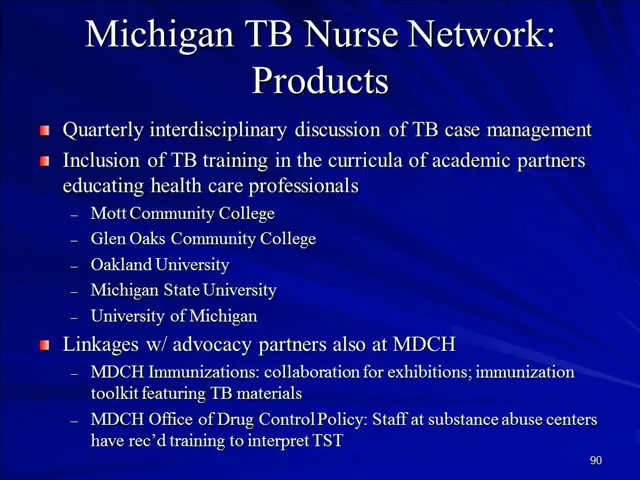 Michigan TB Nurse Network:
Products
Quarterly interdisciplinary discussion of TB case management
Inclusion of TB training in the curricula of academic partners
educating health care professionals
– Mott Community College
– Glen Oaks Community College
– Oakland University
– Michigan State University
– University of Michigan
Linkages w/ advocacy partners also at MDCH
– MDCH Immunizations: collaboration for exhibitions; immunization
toolkit featuring TB materials
– MDCH Office of Drug Control Policy: Staff at substance abuse centers
have rec'd training to interpret TST
90